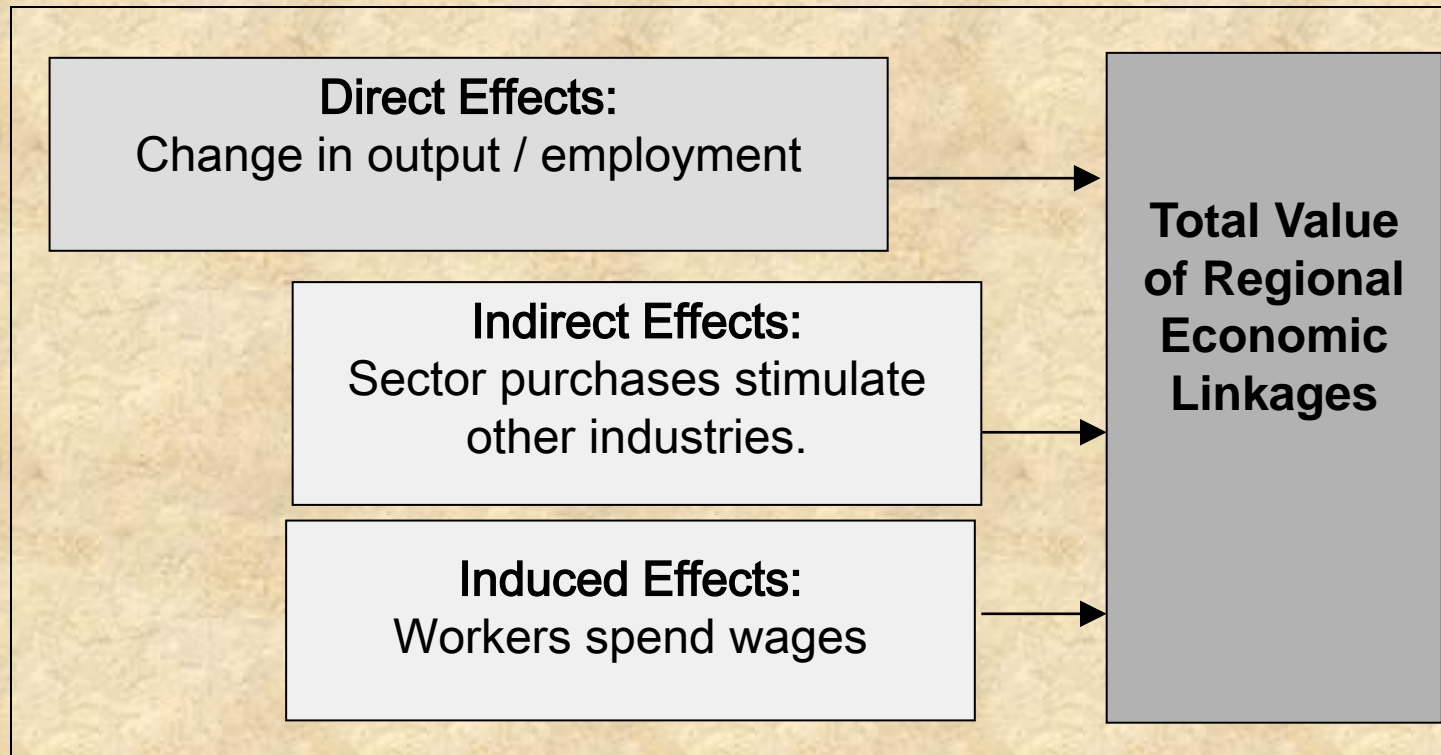 Direct Effects:
Change in output / employment
Indirect Effects:
Sector purchases stimulate
other industries.
Induced Effects:
Workers spend wages
Total Value
of Regional
Economic
Linkages